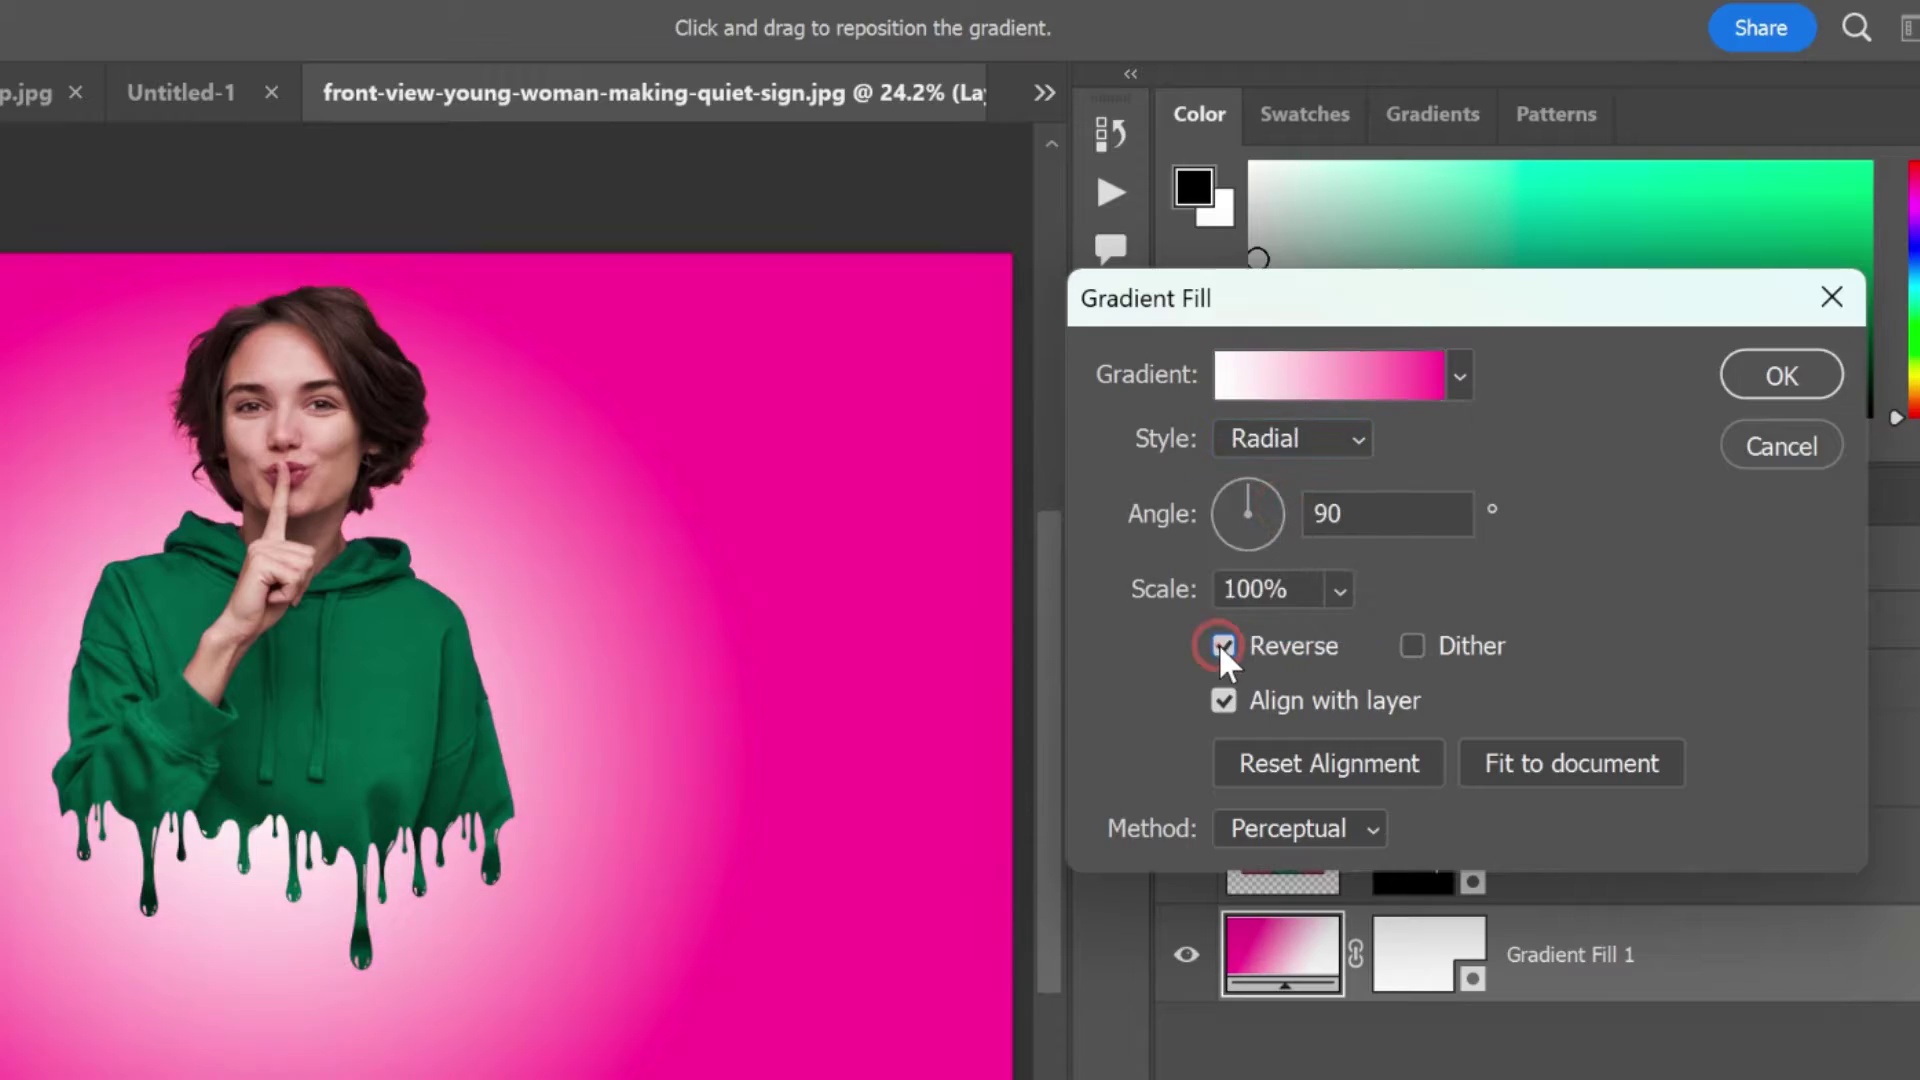 Click and drag to reposition the gradient.
Share
p.jpg
Untitled-1
front-view-young-woman-making-quiet-sign.jpg @ 24.2% (La
Color
Swatches
Gradients
Patterns
Gradient Fill
Gradient:
OK
Style: Radial
Cancel
Angle: 90 °
Scale: 100%
Reverse
Dither
Align with layer
Reset Alignment
Fit to document
Method: Perceptual
Gradient Fill 1